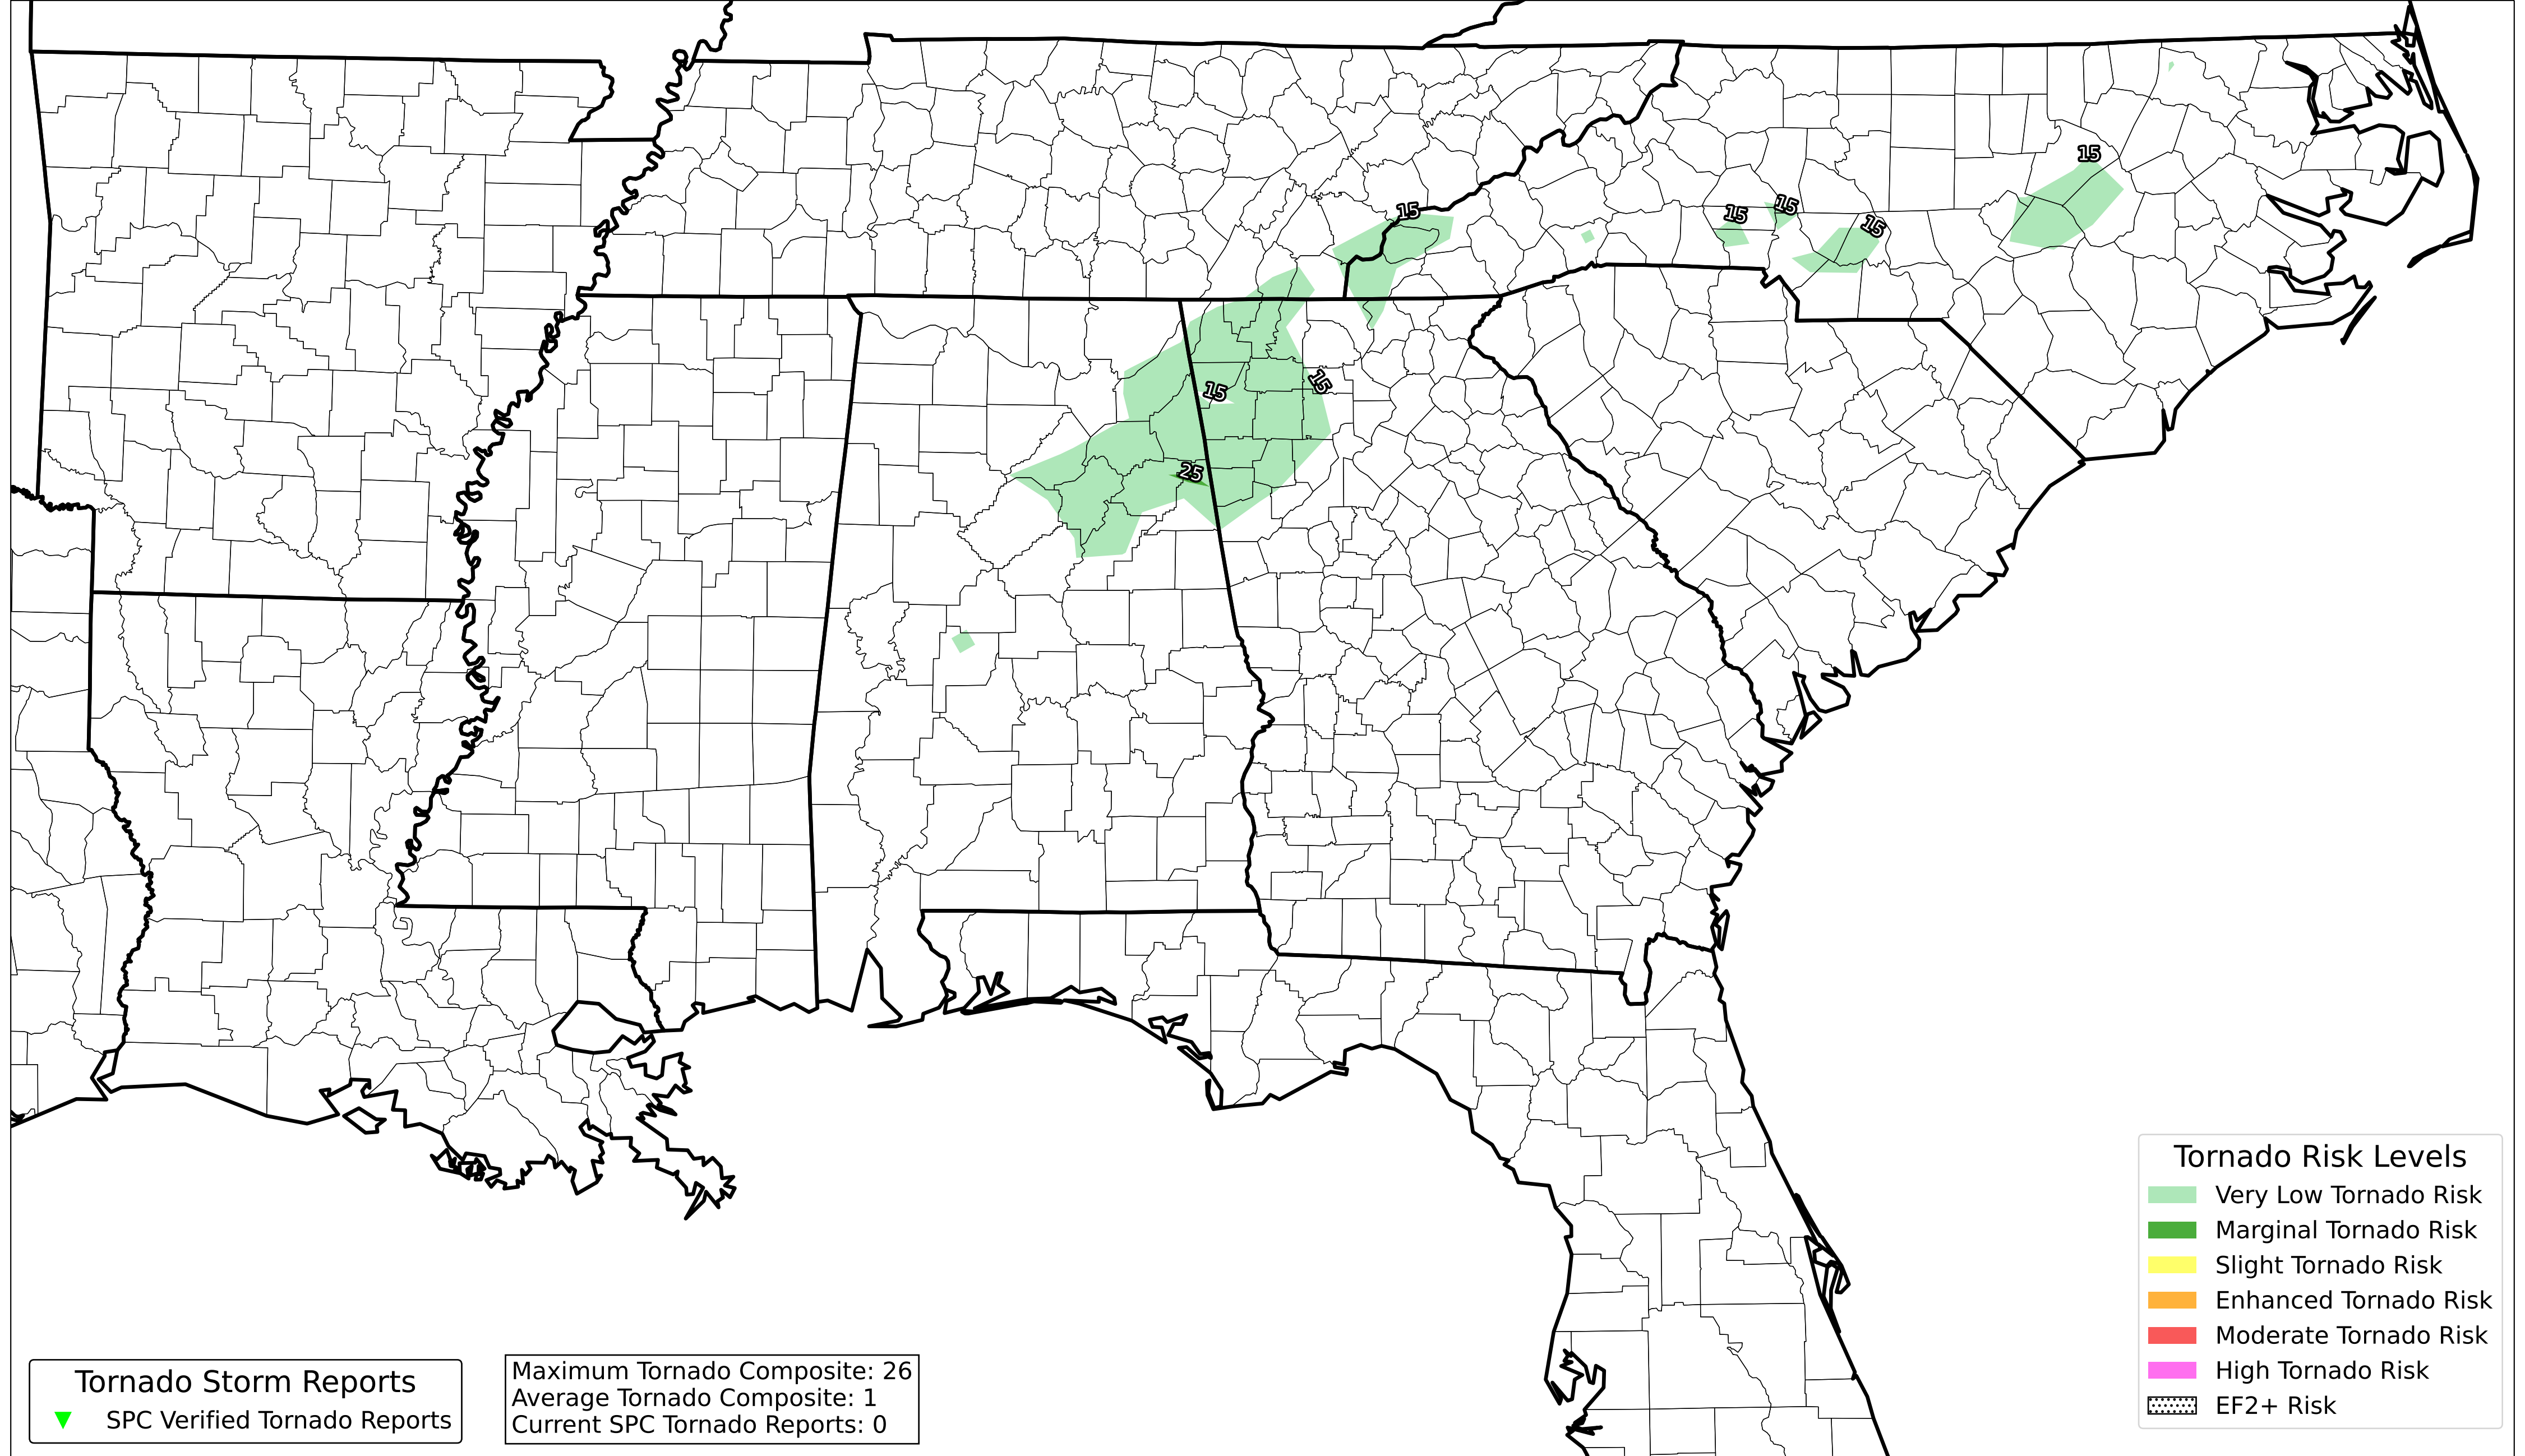 15
15
15
15
15
15
15
25
Tornado Risk Levels
Very Low Tornado Risk
Marginal Tornado Risk
Slight Tornado Risk
Enhanced Tornado Risk
Moderate Tornado Risk
High Tornado Risk
EF2+ Risk
Tornado Storm Reports
SPC Verified Tornado Reports
Maximum Tornado Composite: 26
Average Tornado Composite: 1
Current SPC Tornado Reports: 0